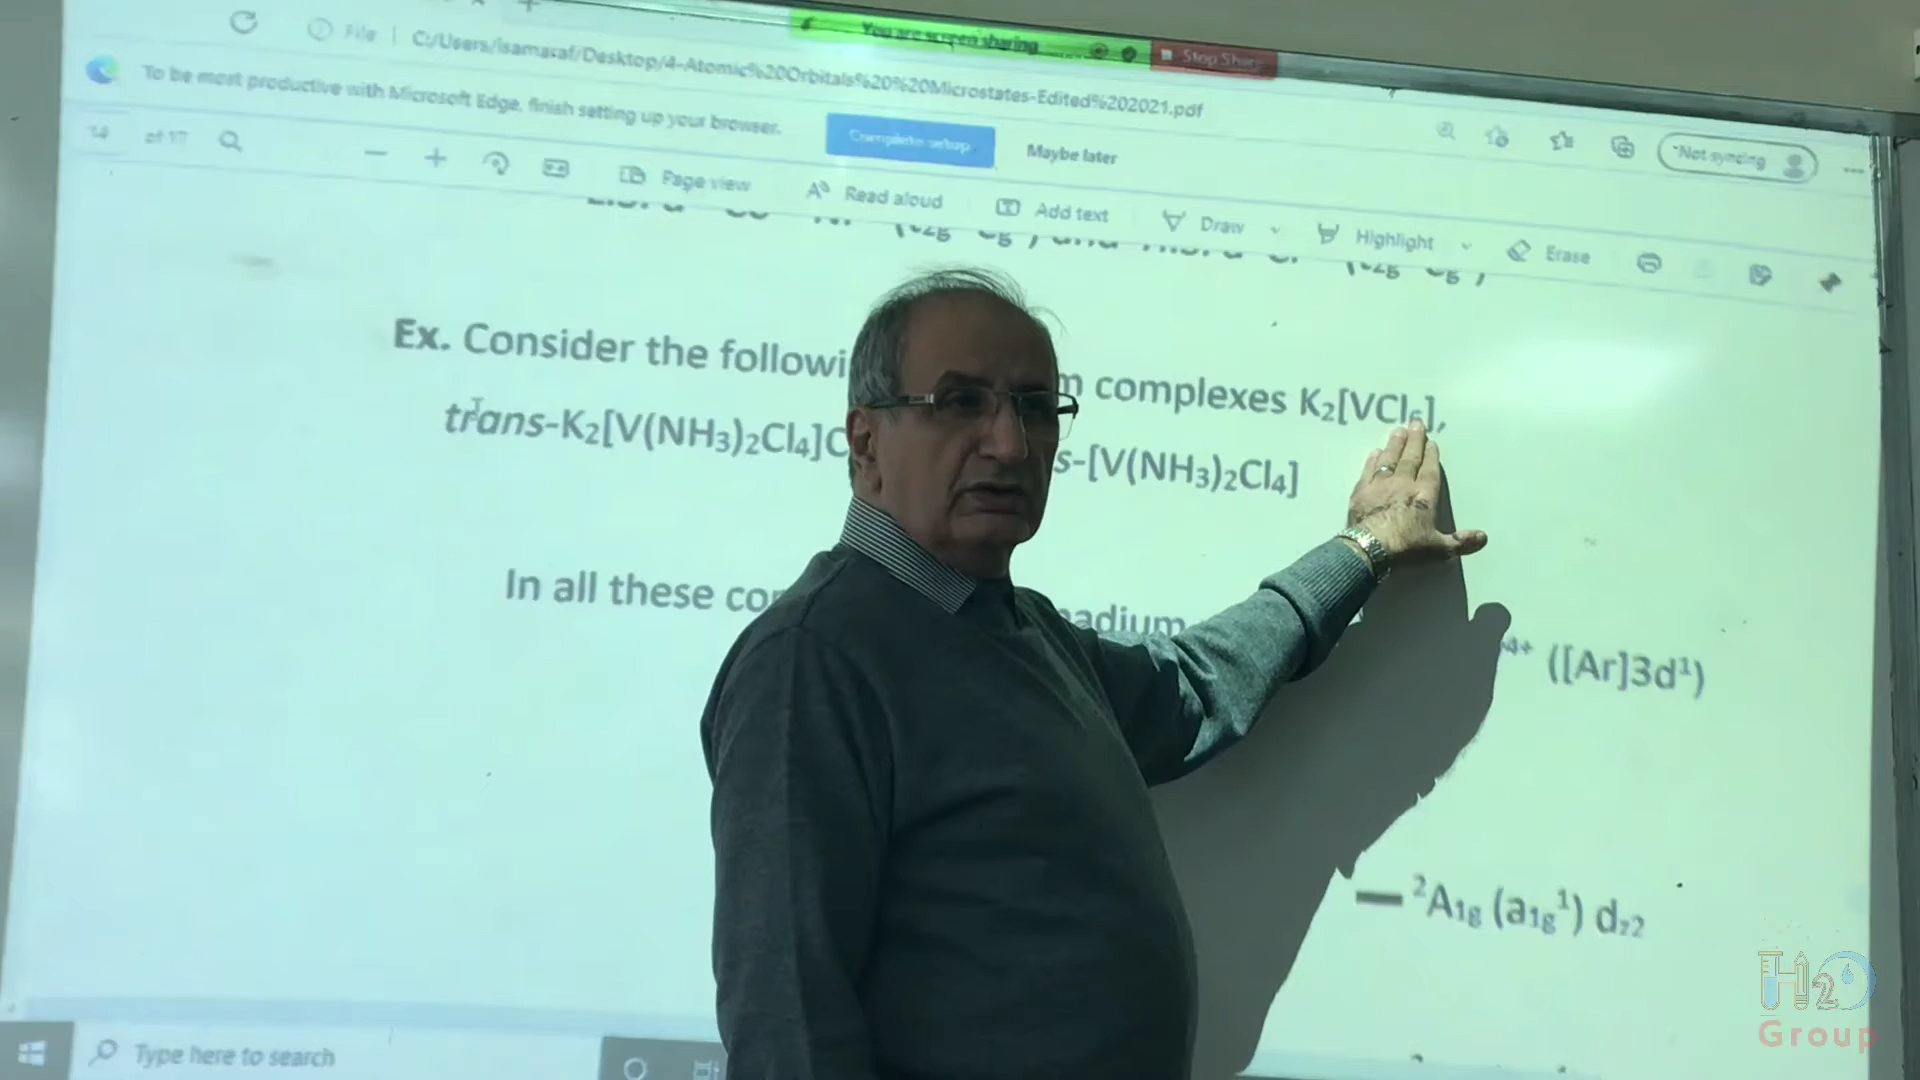 You are screen sharing
Stop Share
File | C:/Users/isamacaf/Desktop/4-Atomic%20Orbitals%20%20Microstates-Edited%202021.pdf
To be most productive with Microsoft Edge, finish setting up your browser.
Complete setup
Maybe later
Not syncing
14 of 17
Page view
Read aloud
Add text
Draw
Highlight
Erase
Ex. Consider the followi m complexes K₂[VCl₆],
trans-K₂[V(NH₃)₂Cl₄]C s-[V(NH₃)₂Cl₄]
In all these co adium 4+ ([Ar]3d¹)
²A₁g (a₁g¹) dz2
H2O
Group
Type here to search